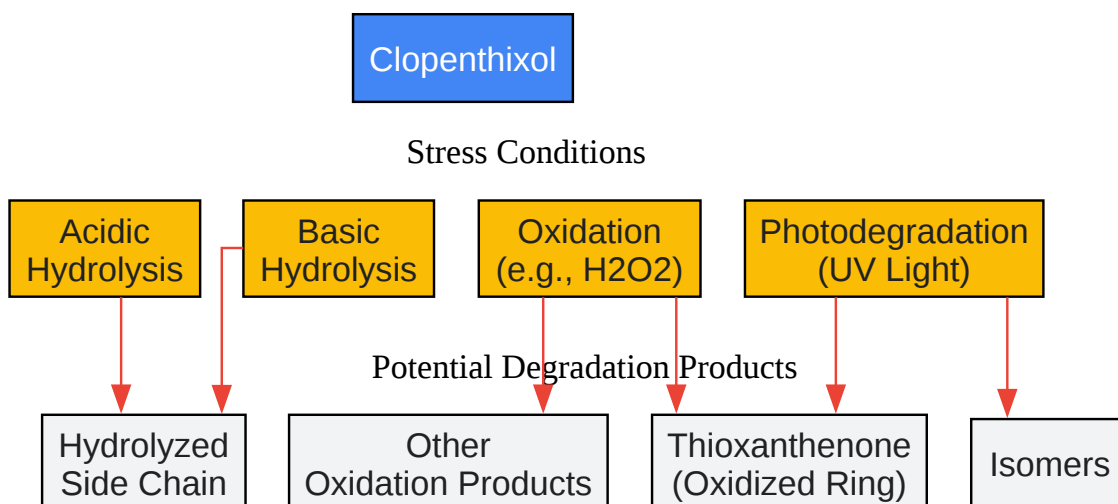 Clopenthixol
Stress Conditions
Acidic
Hydrolysis
Basic
Hydrolysis
Oxidation
(e.g., H2O2)
Photodegradation
(UV Light)
Potential Degradation Products
Hydrolyzed
Side Chain
Other
Oxidation Products
Thioxanthenone
(Oxidized Ring)
Isomers